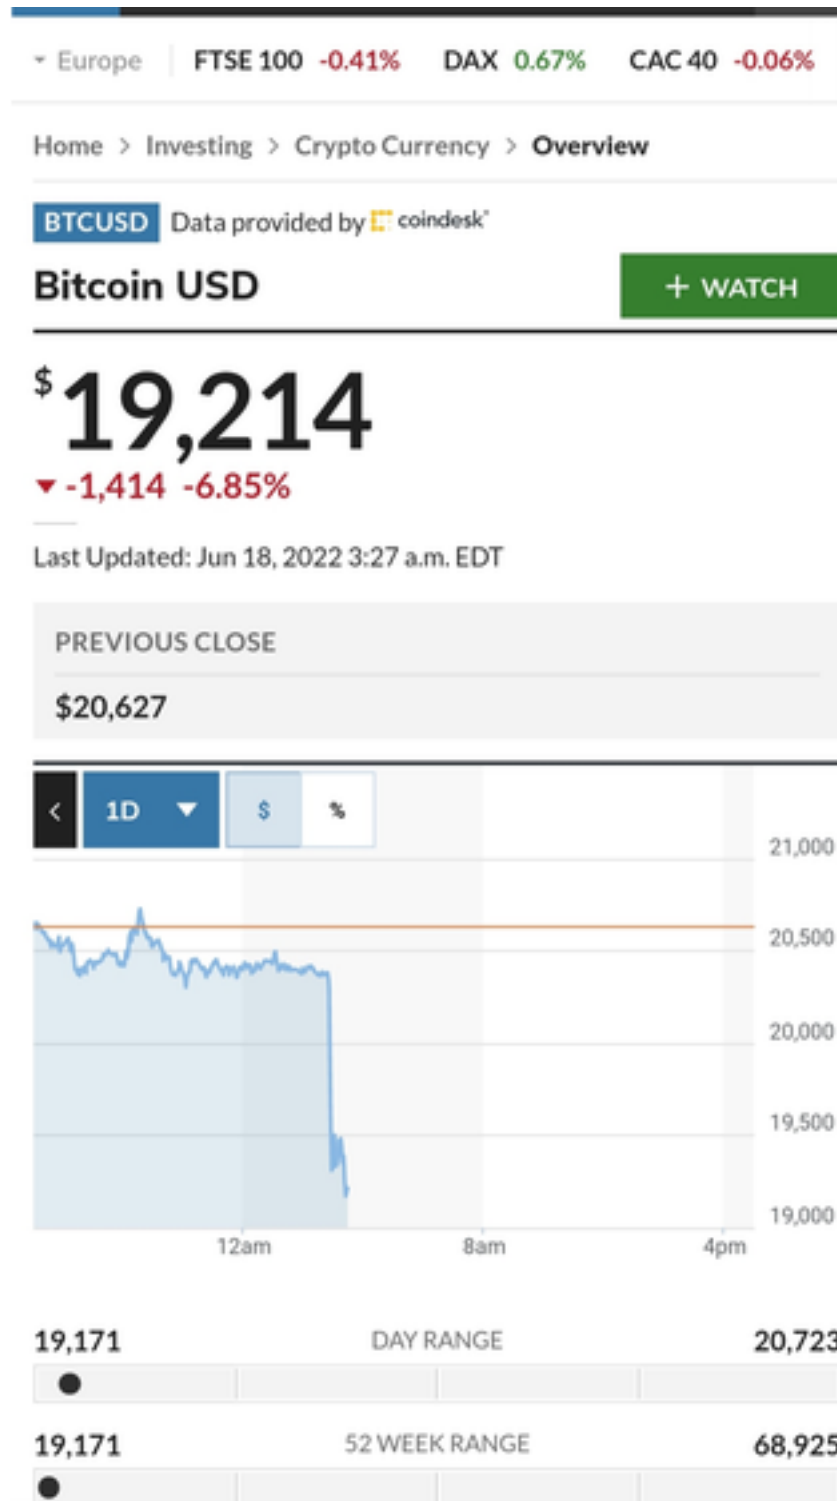 Europe FTSE 100 -0.41% DAX 0.67% CAC 40 -0.06%
Home > Investing > Crypto Currency > Overview
BTCUSD Data provided by coindesk
Bitcoin USD + WATCH
$19,214
-1,414 -6.85%
Last Updated: Jun 18, 2022 3:27 a.m. EDT
PREVIOUS CLOSE
$20,627
< 1D $ %
21,000
20,500
20,000
19,500
19,000
12am 8am 4pm
19,171 DAY RANGE 20,723
19,171 52 WEEK RANGE 68,925